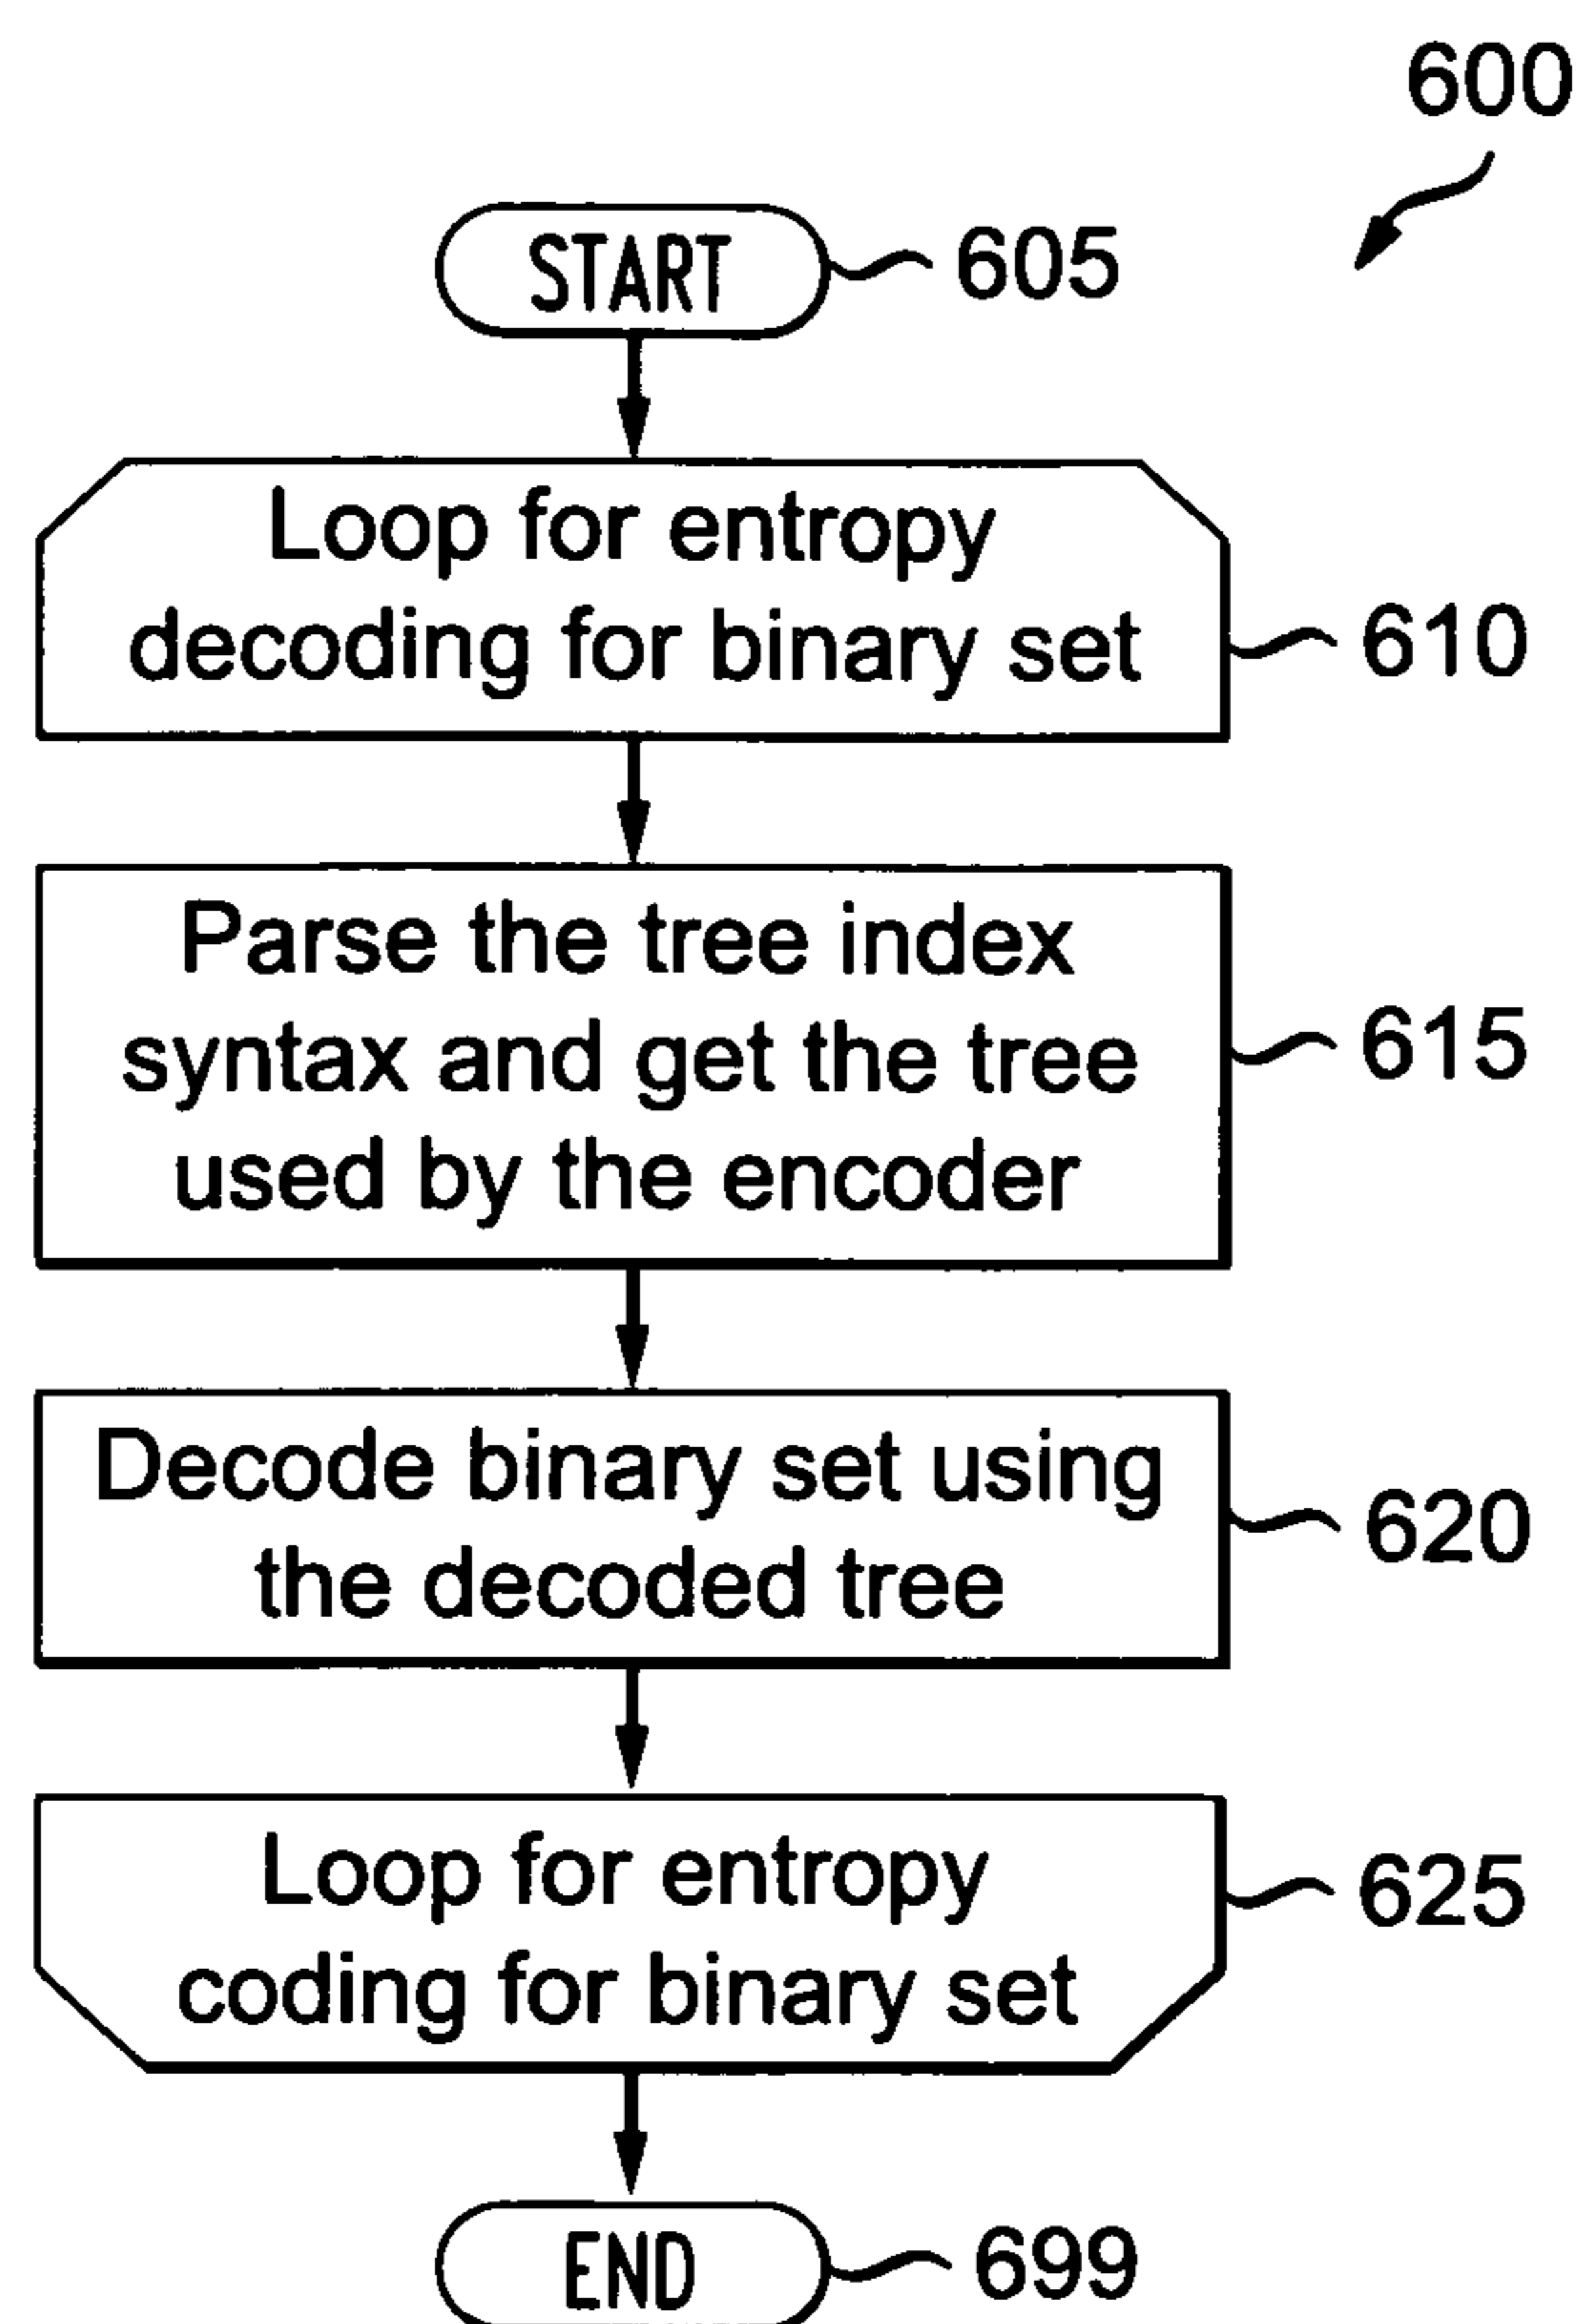 600
START
605
Loop for entropy
decoding for binary set
610
Parse the tree index
syntax and get the tree
used by the encoder
615
Decode binary set using
the decoded tree
620
Loop for entropy
coding for binary set
625
END
699